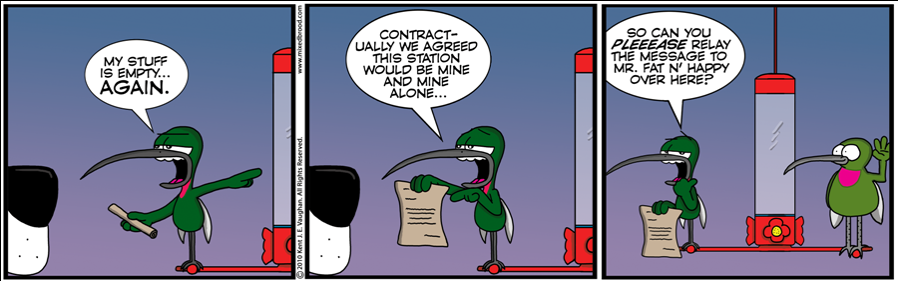 MY STUFF
IS EMPTY...
AGAIN.
www.mixedbrood.com
©2010 Kent J. E. Vaughan. All Rights Reserved.
CONTRACT-
UALLY WE AGREED
THIS STATION
WOULD BE MINE
AND MINE
ALONE...
SO CAN YOU
PLEEEASE RELAY
THE MESSAGE TO
MR. FAT N' HAPPY
OVER HERE?